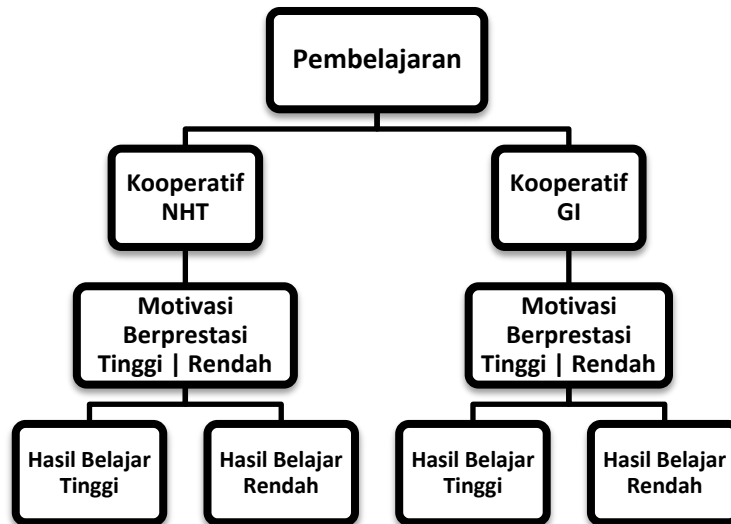 Pembelajaran
Kooperatif
NHT
Kooperatif
GI
Motivasi
Berprestasi
Tinggi | Rendah
Motivasi
Berprestasi
Tinggi | Rendah
Hasil Belajar
Tinggi
Hasil Belajar
Rendah
Hasil Belajar
Tinggi
Hasil Belajar
Rendah